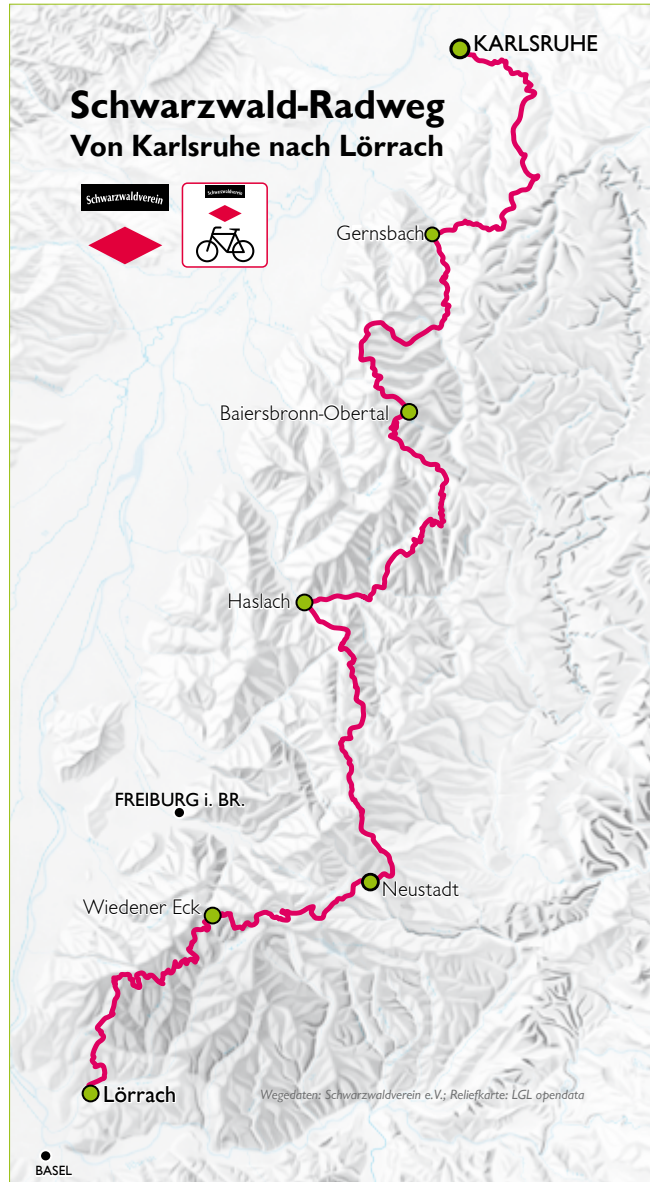 KARLSRUHE
Schwarzwald-Radweg
Von Karlsruhe nach Lörrach
Schwarzwaldverein
Schwarzwaldverein
Gernsbach
Baiersbronn-Obertal
Haslach
FREIBURG i. BR.
Neustadt
Wiedener Eck
Lörrach
Wegedaten: Schwarzwaldverein e.V.; Reliefkarte: LGL opendata
BASEL